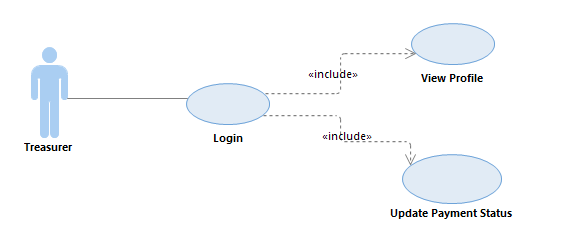 «include»
View Profile
Login
Treasurer
«include»
Update Payment Status